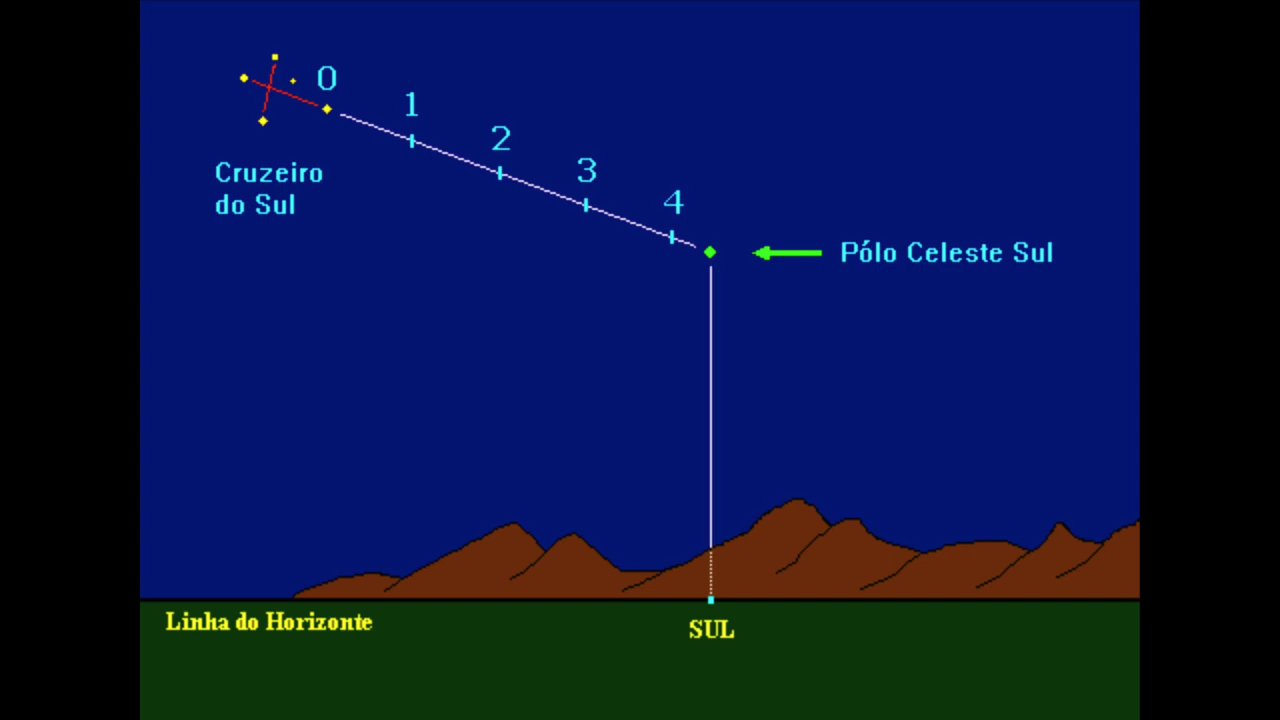 0
1
2
3
4
Cruzeiro
do Sul
Pólo Celeste Sul
Linha do Horizonte
SUL